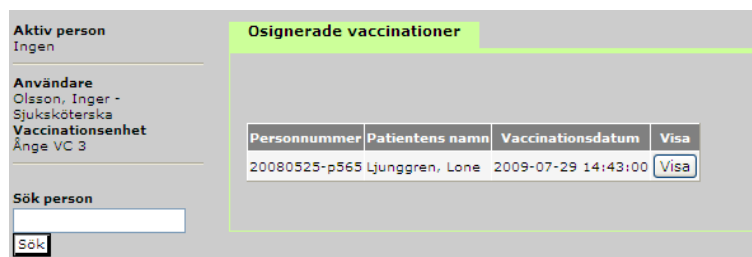 Aktiv person
Ingen
Användare
Olsson, Inger -
Sjuksköterska
Vaccinationsenhet
Ånge VC 3
Sök person
Sök
Osignerade vaccinationer
Personnummer Patientens namn Vaccinationsdatum Visa
20080525-p565 Ljunggren, Lone 2009-07-29 14:43:00 Visa